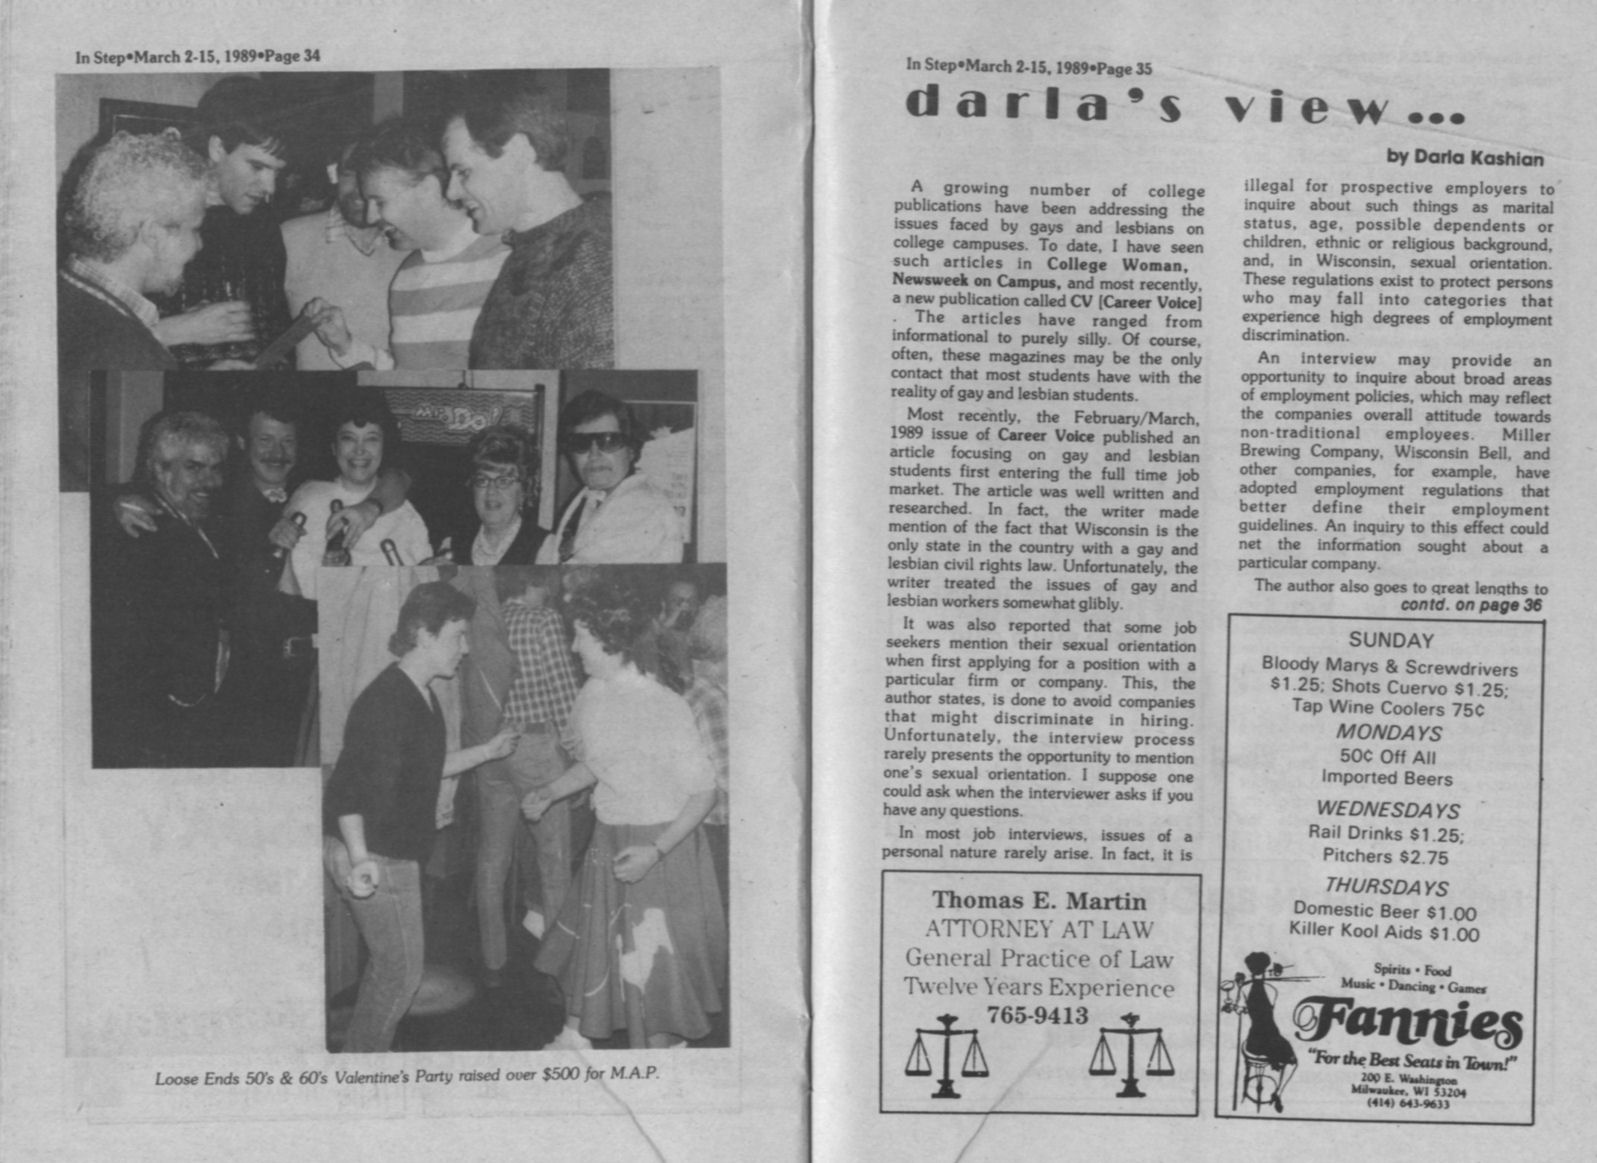 In Step•March 2-15, 1989•Page 34
Mr. Do!
Loose Ends 50's & 60's Valentine's Party raised over $500 for M.A.P.
In Step•March 2-15, 1989•Page 35
darla's view...
by Darla Kashian
A growing number of college
publications have been addressing the
issues faced by gays and lesbians on
college campuses. To date, I have seen
such articles in College Woman,
Newsweek on Campus, and most recently,
a new publication called CV [Career Voice]
. The articles have ranged from
informational to purely silly. Of course,
often, these magazines may be the only
contact that most students have with the
reality of gay and lesbian students.
Most recently, the February/March,
1989 issue of Career Voice published an
article focusing on gay and lesbian
students first entering the full time job
market. The article was well written and
researched. In fact, the writer made
mention of the fact that Wisconsin is the
only state in the country with a gay and
lesbian civil rights law. Unfortunately, the
writer treated the issues of gay and
lesbian workers somewhat glibly.
It was also reported that some job
seekers mention their sexual orientation
when first applying for a position with a
particular firm or company. This, the
author states, is done to avoid companies
that might discriminate in hiring.
Unfortunately, the interview process
rarely presents the opportunity to mention
one's sexual orientation. I suppose one
could ask when the interviewer asks if you
have any questions.
In most job interviews, issues of a
personal nature rarely arise. In fact, it is
illegal for prospective employers to
inquire about such things as marital
status, age, possible dependents or
children, ethnic or religious background,
and, in Wisconsin, sexual orientation.
These regulations exist to protect persons
who may fall into categories that
experience high degrees of employment
discrimination.
An interview may provide an
opportunity to inquire about broad areas
of employment policies, which may reflect
the companies overall attitude towards
non-traditional employees. Miller
Brewing Company, Wisconsin Bell, and
other companies, for example, have
adopted employment regulations that
better define their employment
guidelines. An inquiry to this effect could
net the information sought about a
particular company.
The author also goes to great lengths to
contd. on page 36
Thomas E. Martin
ATTORNEY AT LAW
General Practice of Law
Twelve Years Experience
765-9413
SUNDAY
Bloody Marys & Screwdrivers
$1.25; Shots Cuervo $1.25;
Tap Wine Coolers 75¢
MONDAYS
50¢ Off All
Imported Beers
WEDNESDAYS
Rail Drinks $1.25;
Pitchers $2.75
THURSDAYS
Domestic Beer $1.00
Killer Kool Aids $1.00
Spirits • Food
Music • Dancing • Games
Fannies
"For the Best Seats in Town!"
200 E. Washington
Milwaukee, WI 53204
(414) 643-9633